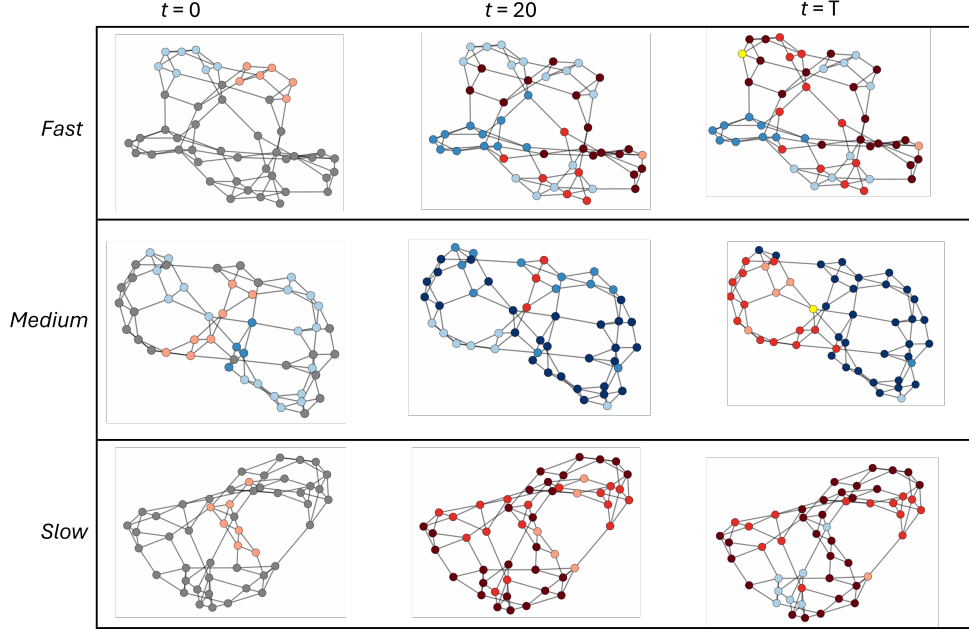 t = 0
t = 20
t = T
Fast
Medium
Slow